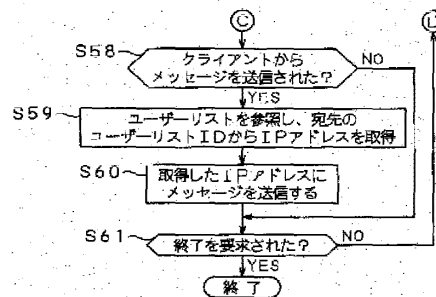 C
D
S58
クライアントから
メッセージを送信された?
NO
YES
S59
ユーザーリストを参照し、宛先の
ユーザーリストIDからIPアドレスを取得
S60
取得したIPアドレスに
メッセージを送信する
S61
終了を要求された?
NO
YES
終了